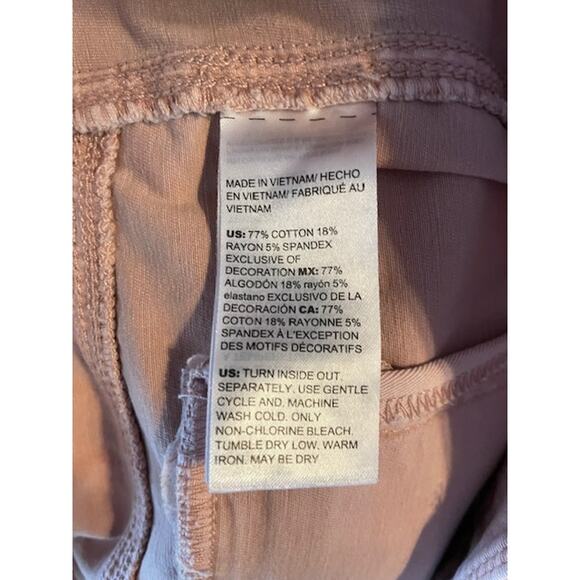 MADE IN VIETNAM/ HECHO
EN VIETNAM/ FABRIQUÉ AU
VIETNAM
US: 77% COTTON 18%
RAYON 5% SPANDEX
EXCLUSIVE OF
DECORATION MX: 77%
ALGODÓN 18% rayón 5%
elastano EXCLUSIVO DE LA
DECORACIÓN CA: 77%
COTON 18% RAYONNE 5%
SPANDEX À L'EXCEPTION
DES MOTIFS DÉCORATIFS
US: TURN INSIDE OUT,
SEPARATELY, USE GENTLE
CYCLE AND, MACHINE
WASH COLD. ONLY
NON-CHLORINE BLEACH.
TUMBLE DRY LOW. WARM
IRON. MAY BE DRY